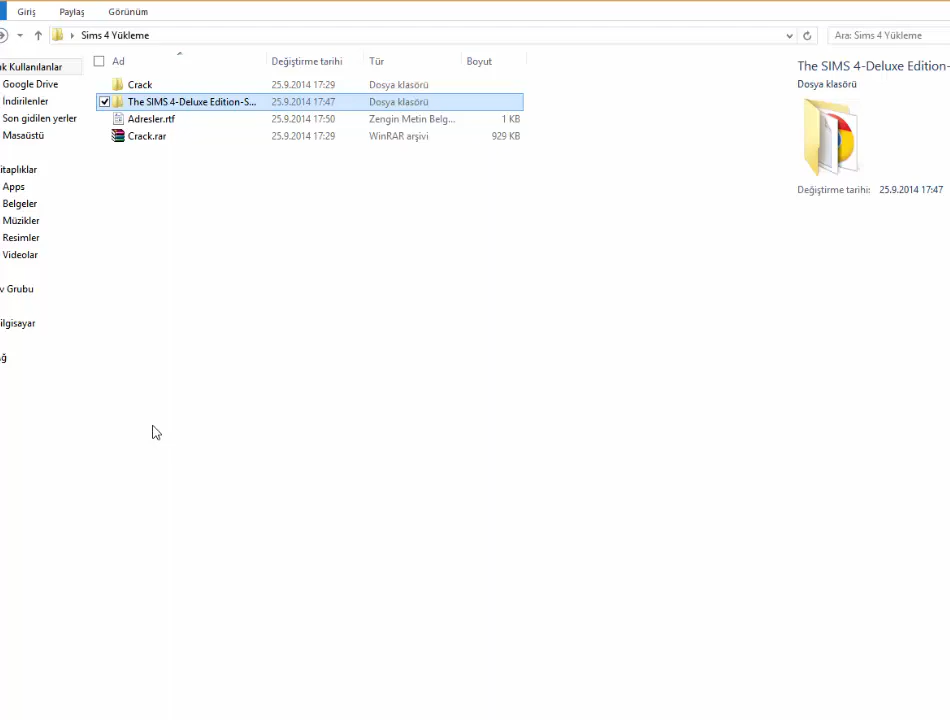 Giriş Paylaş Görünüm
Sims 4 Yükleme Ara: Sims 4 Yükleme
Ad Değiştirme tarihi Tür Boyut
Crack 25.9.2014 17:29 Dosya klasörü
The SIMS 4-Deluxe Edition-S... 25.9.2014 17:47 Dosya klasörü
Adresler.rtf 25.9.2014 17:50 Zengin Metin Belg... 1 KB
Crack.rar 25.9.2014 17:29 WinRAR arşivi 929 KB
k Kullanılanlar
Google Drive
İndirilenler
Son gidilen yerler
Masaüstü
itaplıklar
Apps
Belgeler
Müzikler
Resimler
Videolar
v Grubu
ilgisayar
ğ
The SIMS 4-Deluxe Edition-
Dosya klasörü
Değiştirme tarihi: 25.9.2014 17:47